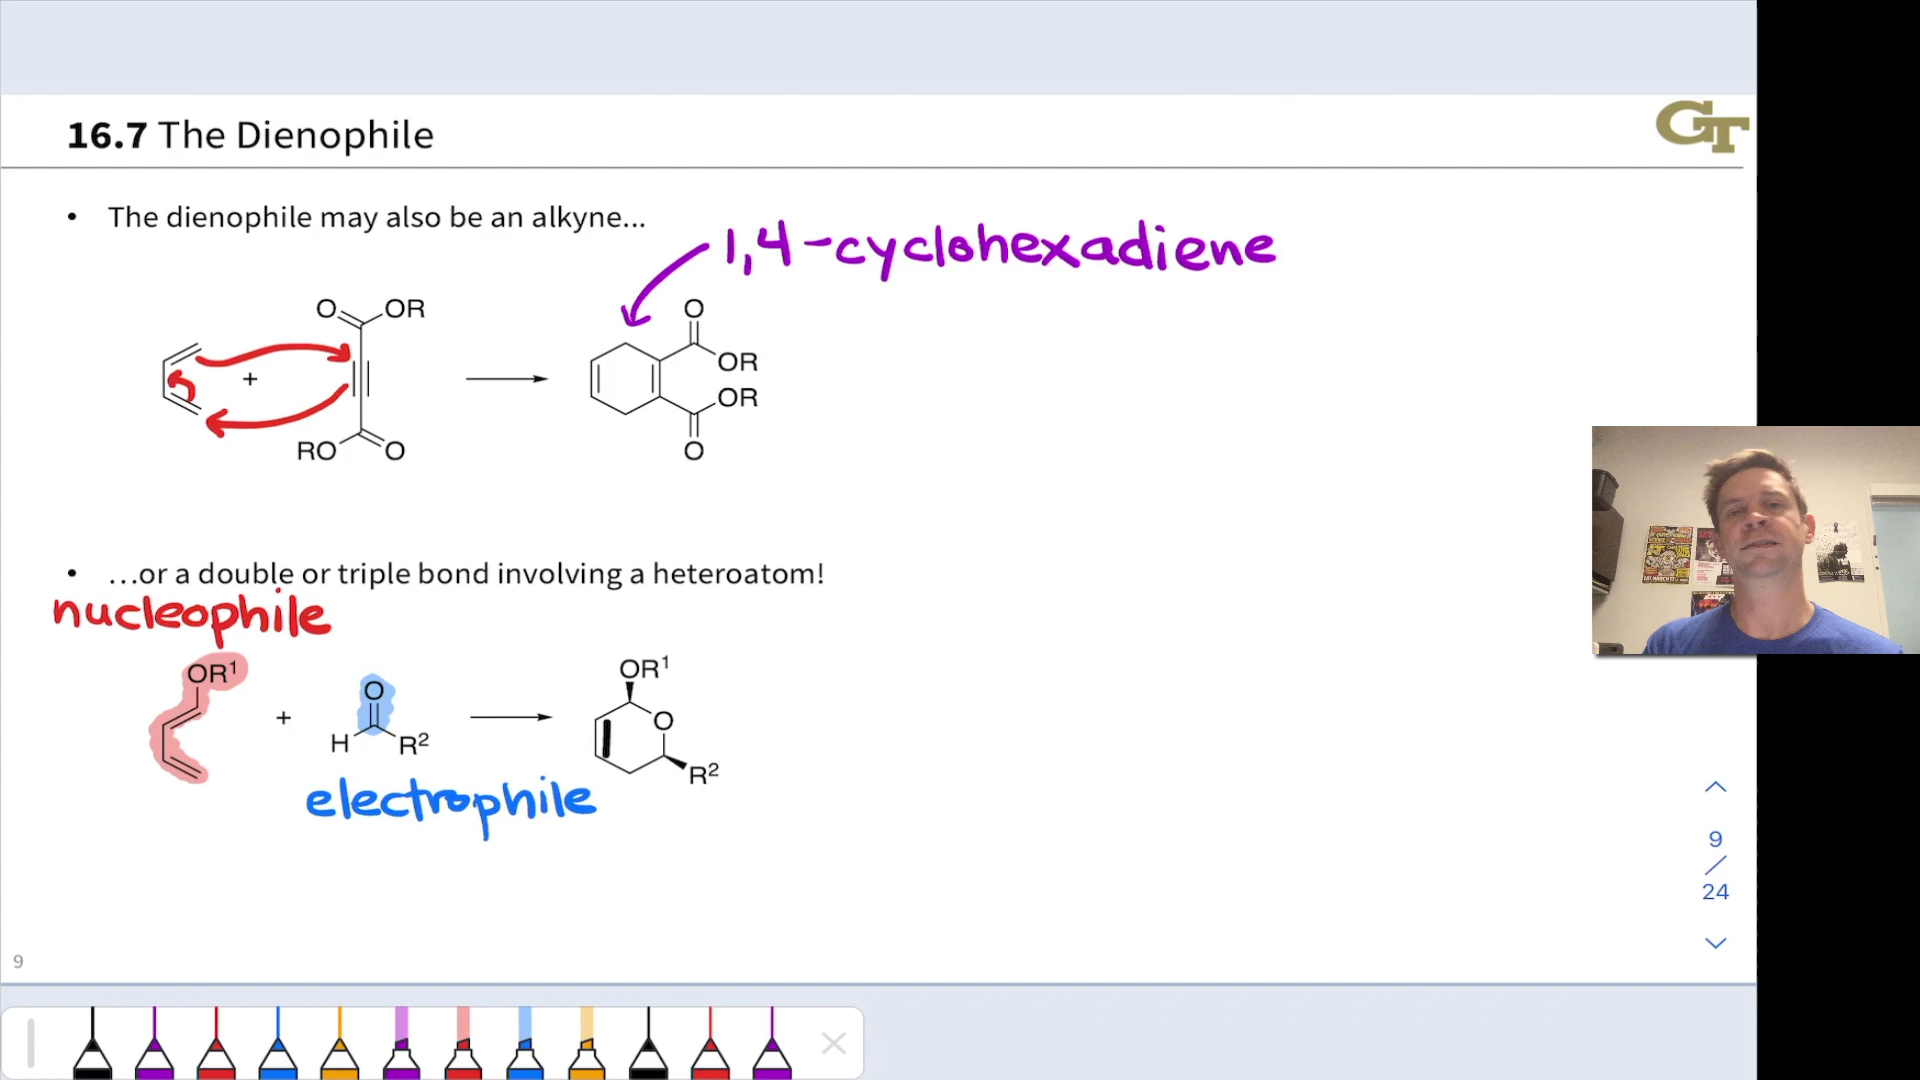 16.7 The Dienophile
GT
• The dienophile may also be an alkyne...
1,4-cyclohexadiene
O OR
O
OR
+
OR
RO O
O
• ...or a double or triple bond involving a heteroatom!
nucleophile
OR¹
O
+
H R²
OR¹
O
R²
electrophile
9
/
24
9